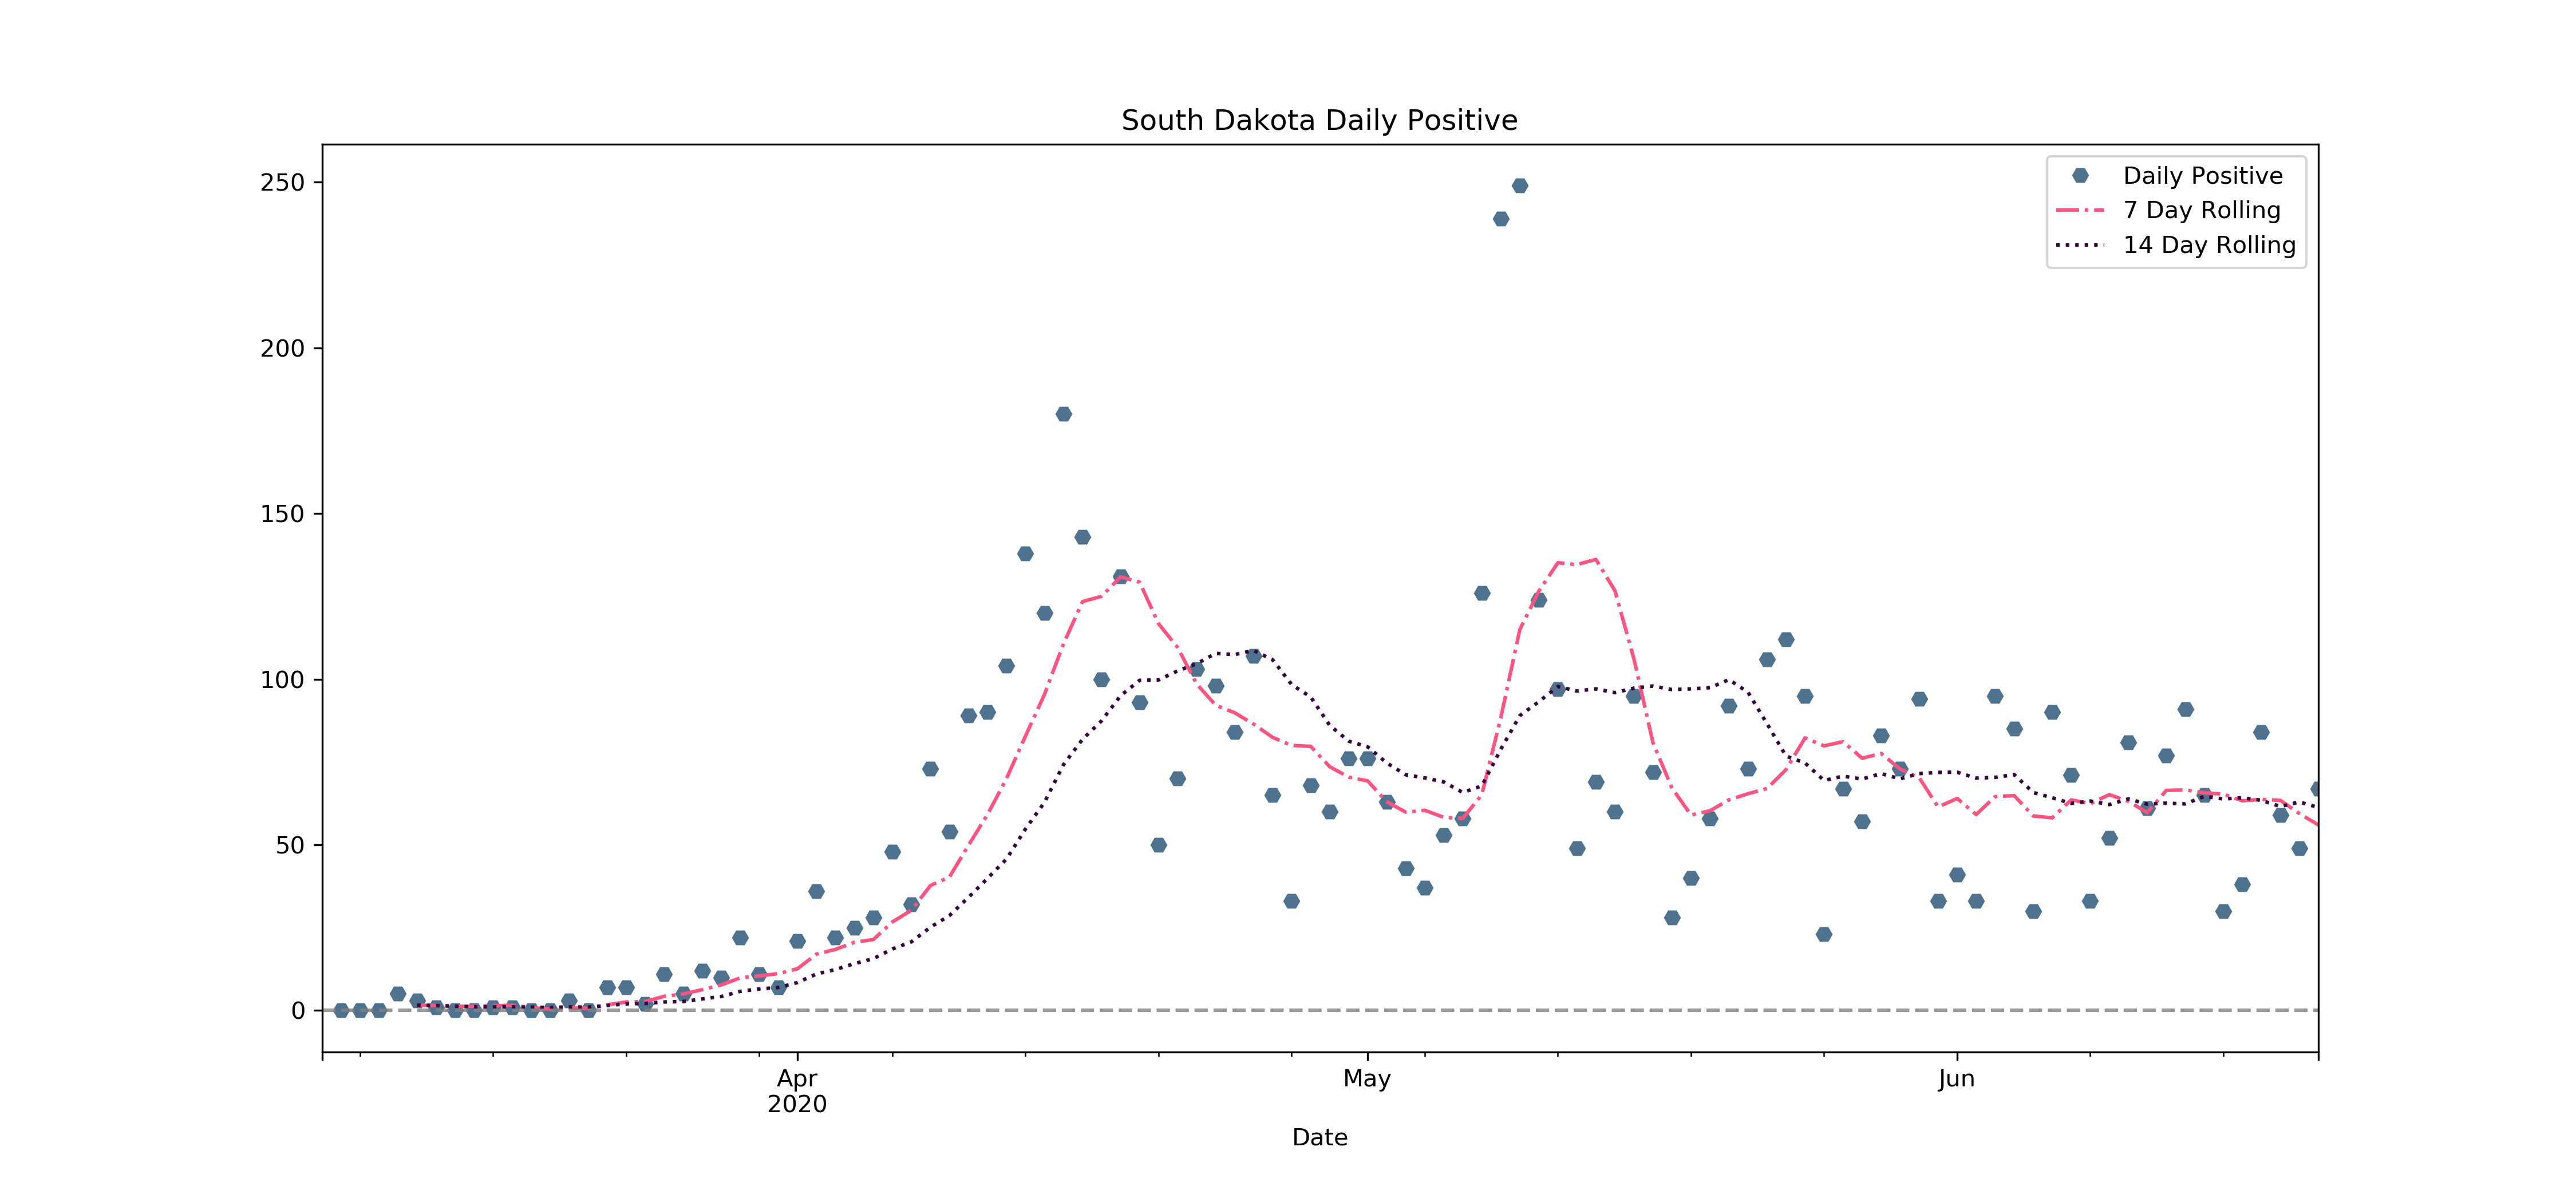 South Dakota Daily Positive
250
200
150
100
50
0
Daily Positive
7 Day Rolling
14 Day Rolling
Apr
2020
May
Jun
Date